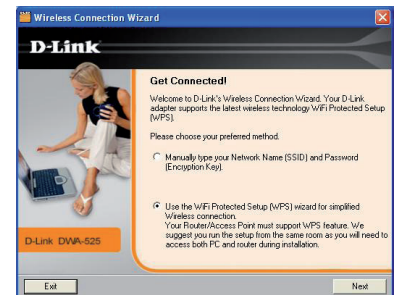 Wireless Connection Wizard
D-Link
Get Connected!
Welcome to D-Link's Wireless Connection Wizard. Your D-Link
adapter supports the latest wireless technology WiFi Protected Setup
(WPS).
Please choose your preferred method.
Manually type your Network Name (SSID) and Password
(Encryption Key).
Use the WiFi Protected Setup (WPS) wizard for simplified
Wireless connection.
Your Router/Access Point must support WPS feature. We
suggest you run the setup from the same room as you will need to
access both PC and router during installation.
D-Link DWA-525
Exit
Next